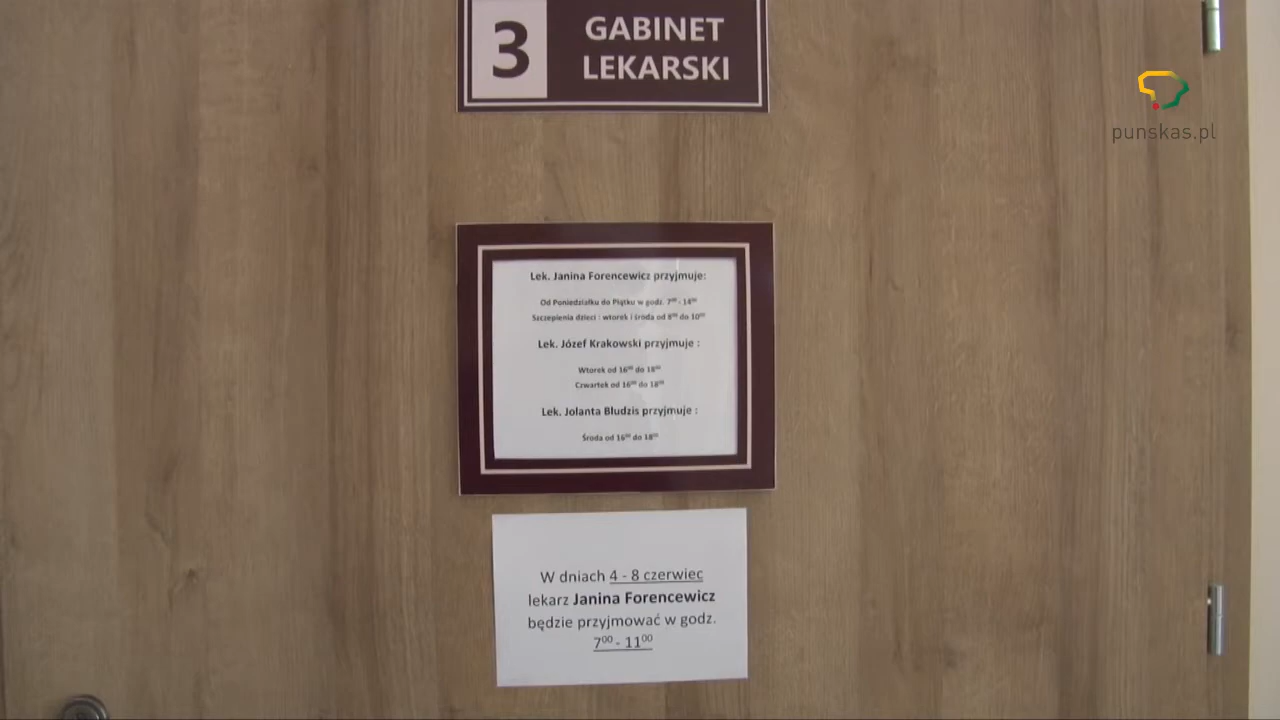 3
GABINET
LEKARSKI
punskas.pl
Lek. Janina Forencewicz przyjmuje:
Od Poniedziałku do Piątku w godz. 7⁰⁰ - 14⁰⁰
Szczepienia dzieci : wtorek i środa od 8⁰⁰ do 10⁰⁰
Lek. Józef Krakowski przyjmuje :
Wtorek od 16⁰⁰ do 18⁰⁰
Czwartek od 16⁰⁰ do 18⁰⁰
Lek. Jolanta Bludzis przyjmuje :
Środa od 16⁰⁰ do 18⁰⁰
W dniach 4 - 8 czerwiec
lekarz Janina Forencewicz
będzie przyjmować w godz.
7⁰⁰ - 11⁰⁰